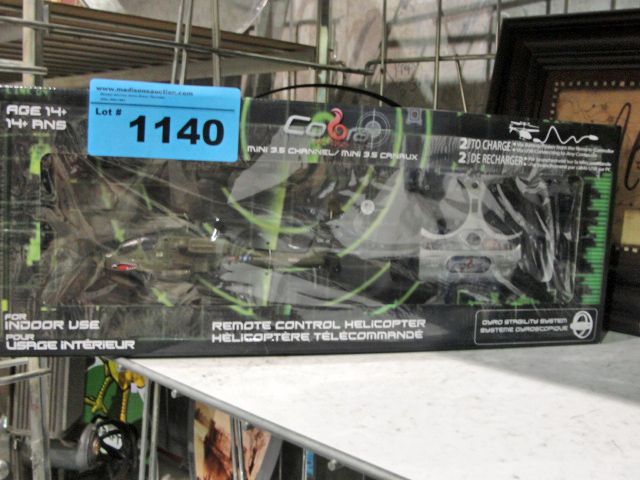 www.madisonsauction.com
Lot # 1140
AGE 14+
14+ ANS
Cobra
MINI 3.5 CHANNEL/ MINI 3.5 CANAUX
2 /TO CHARGE :
2 /DE RECHARGER:
FOR
INDOOR USE
POUR
USAGE INTÉRIEUR
REMOTE CONTROL HELICOPTER
HÉLICOPTÈRE TÉLÉCOMMANDÉ
GYRO STABILITY SYSTEM
SYSTÈME GYROSCOPIQUE